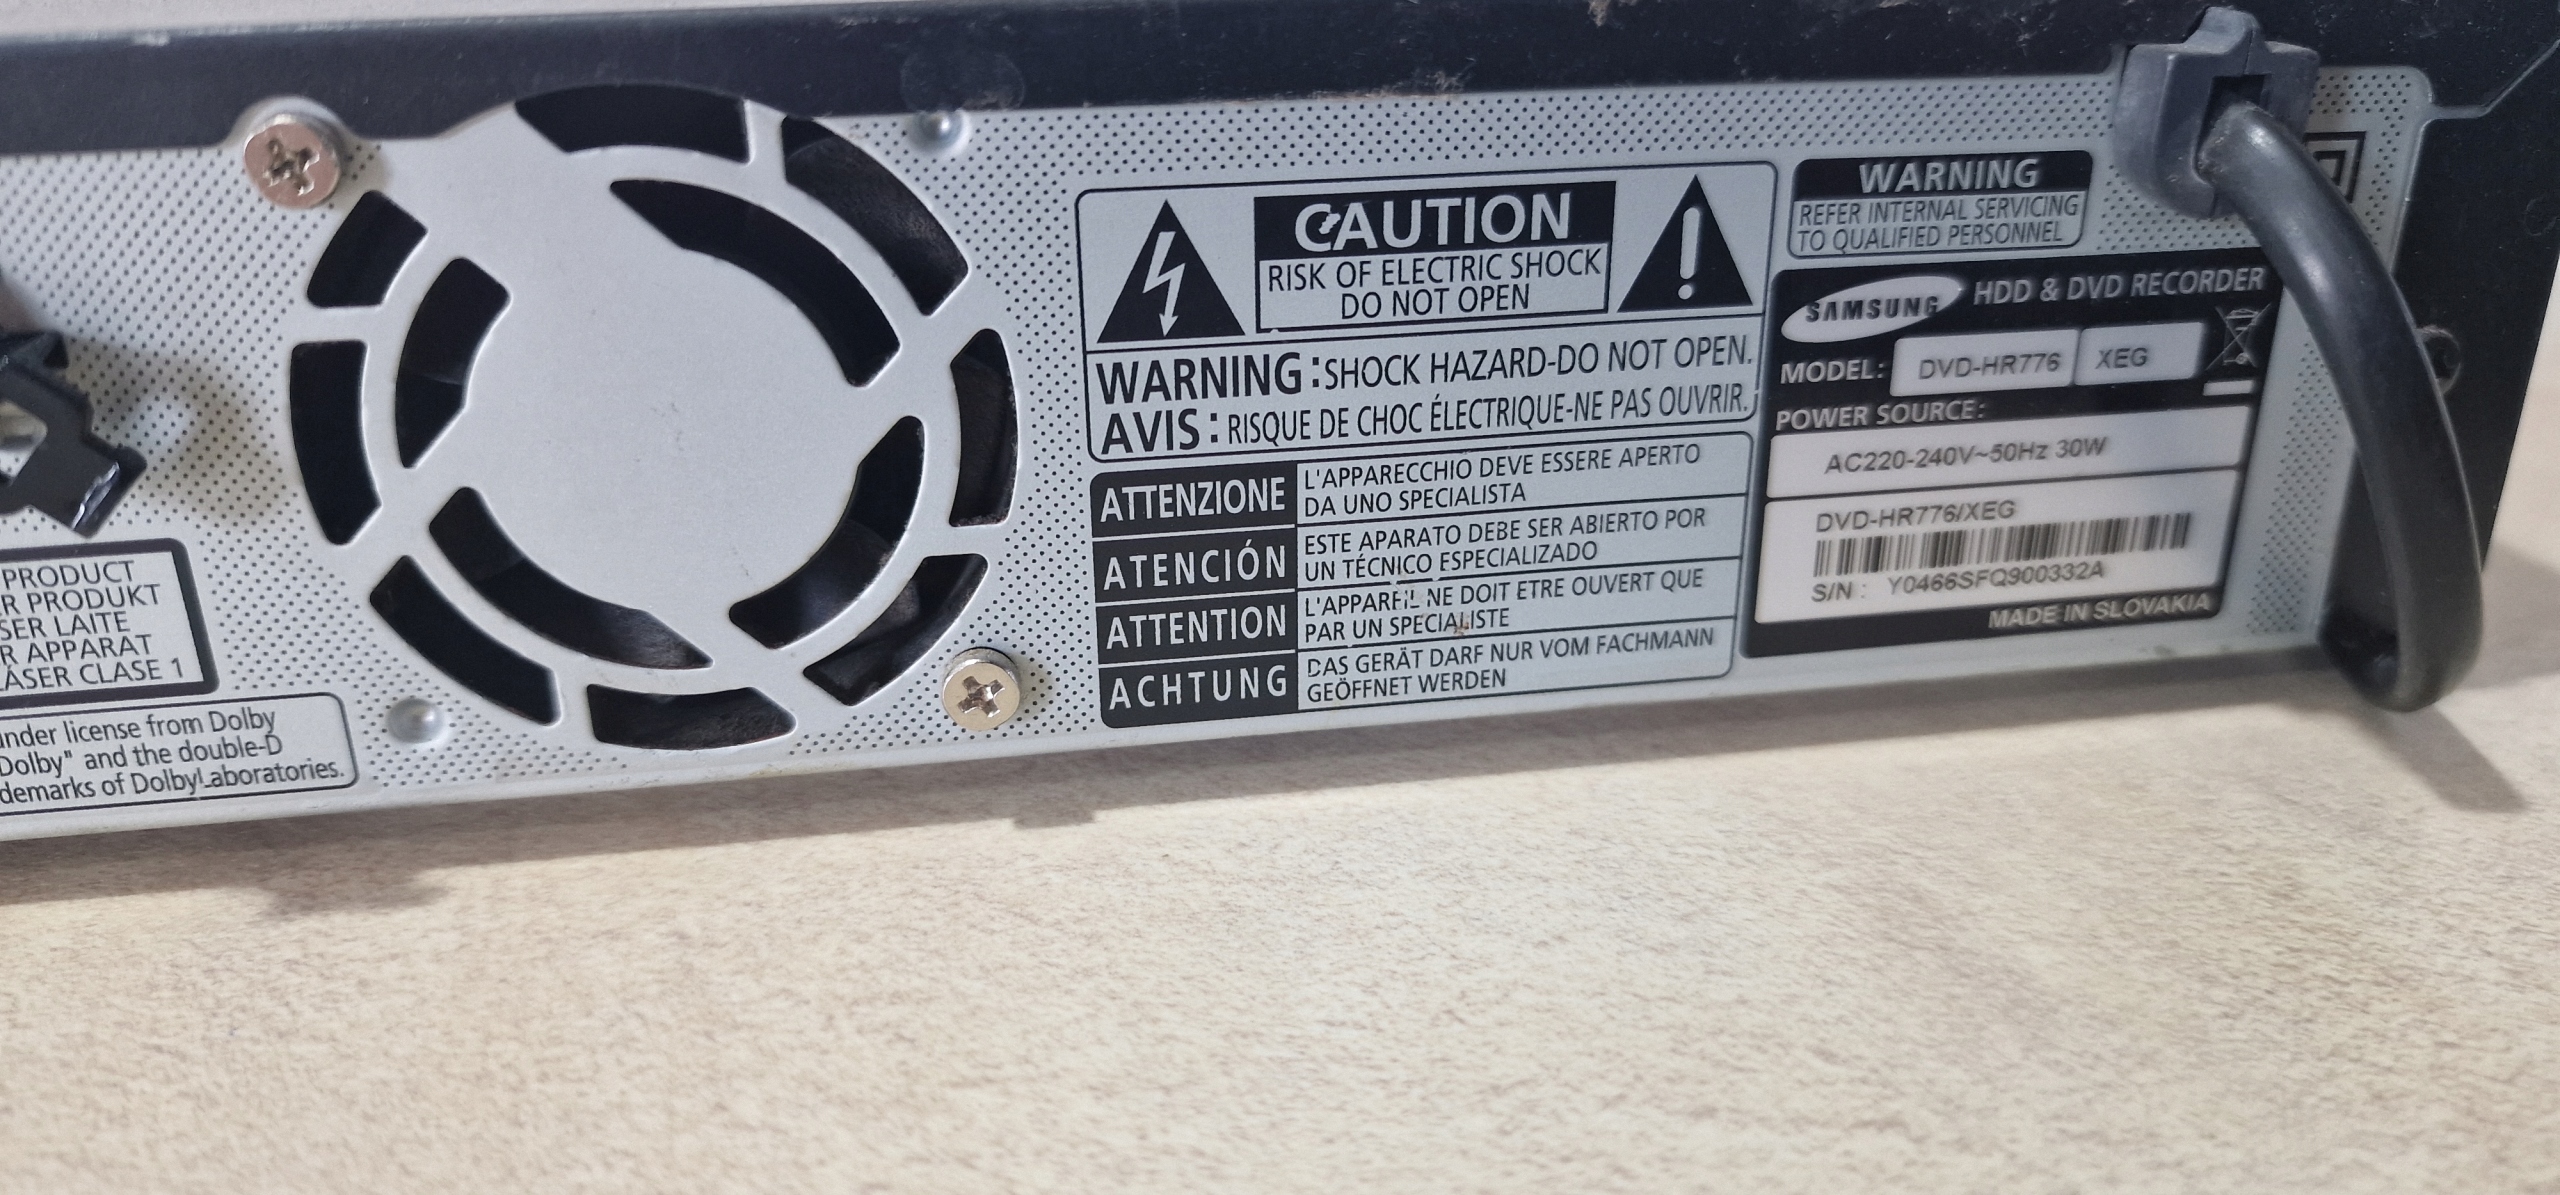 PRODUCT
R PRODUKT
SER LAITE
R APPARAT
LÁSER CLASE 1
under license from Dolby
Dolby" and the double-D
demarks of Dolby Laboratories.
CAUTION
RISK OF ELECTRIC SHOCK
DO NOT OPEN
WARNING : SHOCK HAZARD-DO NOT OPEN.
AVIS : RISQUE DE CHOC ÉLECTRIQUE-NE PAS OUVRIR.
ATTENZIONE
L'APPARECCHIO DEVE ESSERE APERTO
DA UNO SPECIALISTA
ATENCIÓN
ESTE APARATO DEBE SER ABIERTO POR
UN TÉCNICO ESPECIALIZADO
ATTENTION
L'APPAREIL NE DOIT ETRE OUVERT QUE
PAR UN SPECIALISTE
ACHTUNG
DAS GERÄT DARF NUR VOM FACHMANN
GEÖFFNET WERDEN
WARNING
REFER INTERNAL SERVICING
TO QUALIFIED PERSONNEL
SAMSUNG HDD & DVD RECORDER
MODEL: DVD-HR776 XEG
POWER SOURCE:
AC220-240V~50Hz 30W
DVD-HR776/XEG
S/N : Y0466SFQ900332A
MADE IN SLOVAKIA